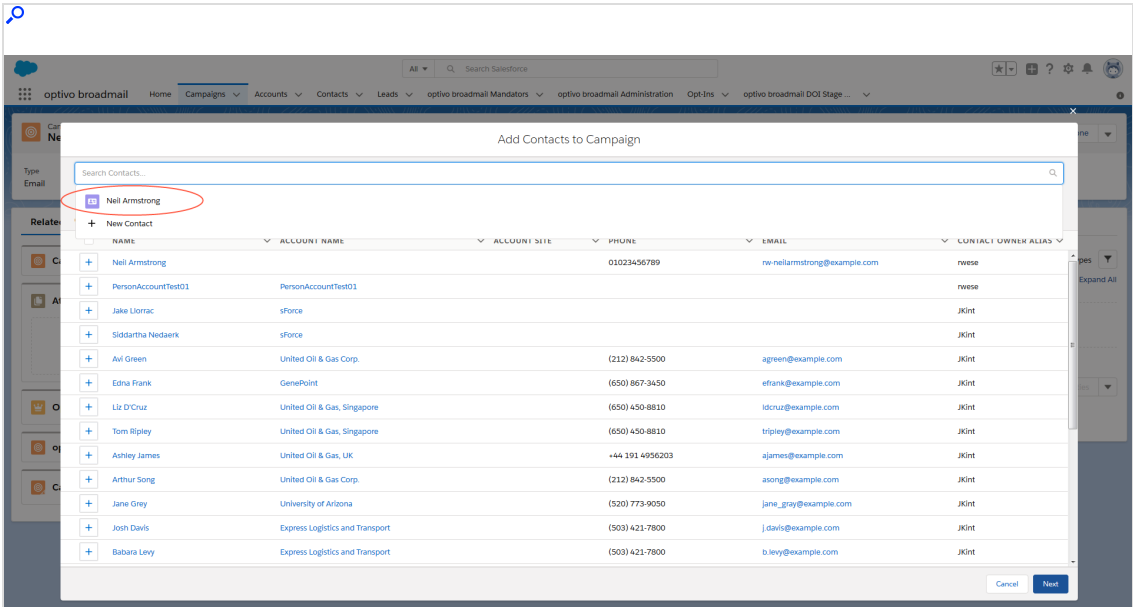 All Search Salesforce
optivo broadmail Home Campaigns Accounts Contacts Leads optivo broadmail Mandators optivo broadmail Administration Opt-Ins optivo broadmail DOI Stage ...
Add Contacts to Campaign
Type
Email
Search Contacts...
Neil Armstrong
New Contact
Relate
NAME ACCOUNT NAME ACCOUNT SITE PHONE EMAIL CONTACT OWNER ALIAS
Neil Armstrong 01023456789 rw-neilarmstrong@example.com rwese
PersonAccountTest01 PersonAccountTest01 rwese
Expand All
Jake Llorrac sForce JKint
Siddartha Nedaerk sForce JKint
Avi Green United Oil & Gas Corp. (212) 842-5500 agreen@example.com JKint
Edna Frank GenePoint (650) 867-3450 efrank@example.com JKint
Liz D'Cruz United Oil & Gas, Singapore (650) 450-8810 ldcruz@example.com JKint
Tom Ripley United Oil & Gas, Singapore (650) 450-8810 tripley@example.com JKint
Ashley James United Oil & Gas, UK +44 191 4956203 ajames@example.com JKint
Arthur Song United Oil & Gas Corp. (212) 842-5500 asong@example.com JKint
Jane Grey University of Arizona (520) 773-9050 jane_gray@example.com JKint
Josh Davis Express Logistics and Transport (503) 421-7800 j.davis@example.com JKint
Babara Levy Express Logistics and Transport (503) 421-7800 b.levy@example.com JKint
Cancel Next